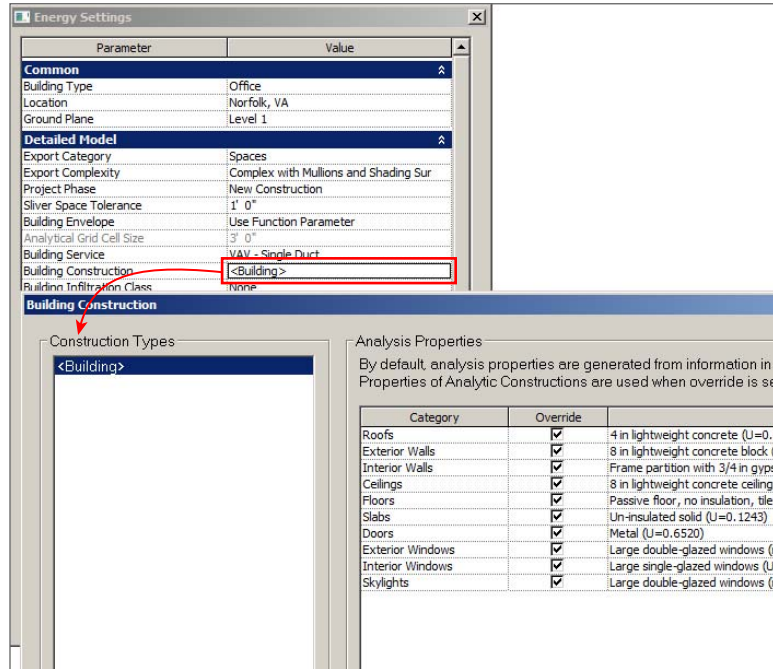 Energy Settings
Parameter Value
Common
Building Type Office
Location Norfolk, VA
Ground Plane Level 1
Detailed Model
Export Category Spaces
Export Complexity Complex with Mullions and Shading Sur
Project Phase New Construction
Sliver Space Tolerance 1' 0"
Building Envelope Use Function Parameter
Analytical Grid Cell Size 3' 0"
Building Service VAV - Single Duct
Building Construction <Building>
Building Infiltration Class None
Building Construction
Construction Types
<Building>
Analysis Properties
By default, analysis properties are generated from information in
Properties of Analytic Constructions are used when override is se
Category Override
Roofs 4 in lightweight concrete (U=0.
Exterior Walls 8 in lightweight concrete block (
Interior Walls Frame partition with 3/4 in gyps
Ceilings 8 in lightweight concrete ceiling
Floors Passive floor, no insulation, tile
Slabs Un-insulated solid (U=0.1243)
Doors Metal (U=0.6520)
Exterior Windows Large double-glazed windows (
Interior Windows Large single-glazed windows (U
Skylights Large double-glazed windows (